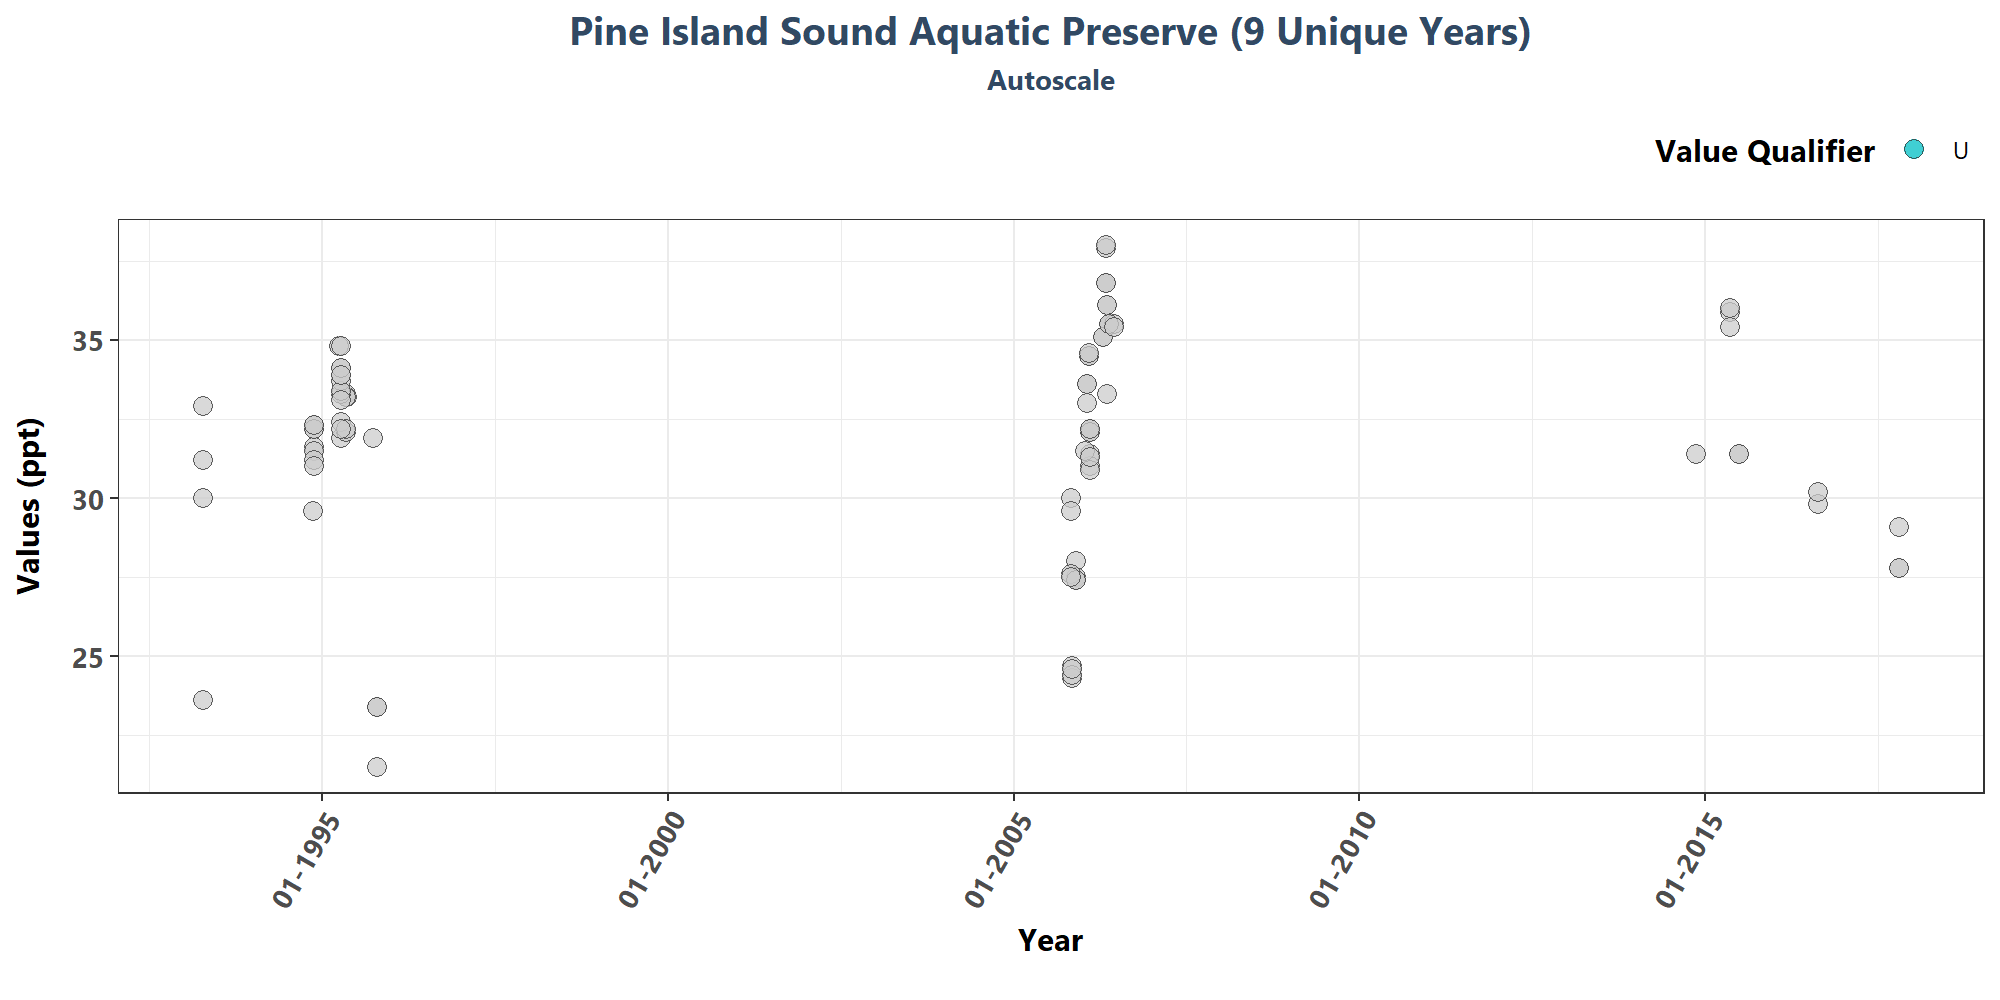 Pine Island Sound Aquatic Preserve (9 Unique Years)
Autoscale
Value Qualifier U
Values (ppt)
35
30
25
01-1995
01-2000
01-2005
01-2010
01-2015
Year